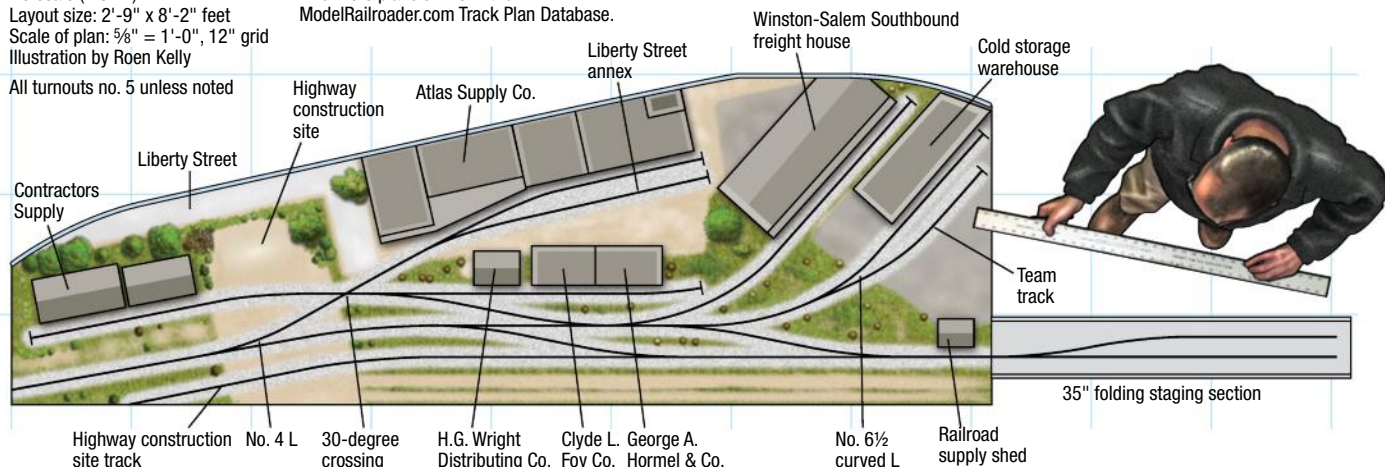 Layout size: 2'-9" x 8'-2" feet
Scale of plan: ⅝" = 1'-0", 12" grid
Illustration by Roen Kelly
All turnouts no. 5 unless noted
ModelRailroader.com Track Plan Database.
Highway
construction
site
Atlas Supply Co.
Liberty Street
annex
Winston-Salem Southbound
freight house
Cold storage
warehouse
Liberty Street
Contractors
Supply
Team
track
35" folding staging section
Highway construction
site track
No. 4 L
30-degree
crossing
H.G. Wright
Distributing Co.
Clyde L.
Foy Co.
George A.
Hormel & Co.
No. 6½
curved L
Railroad
supply shed